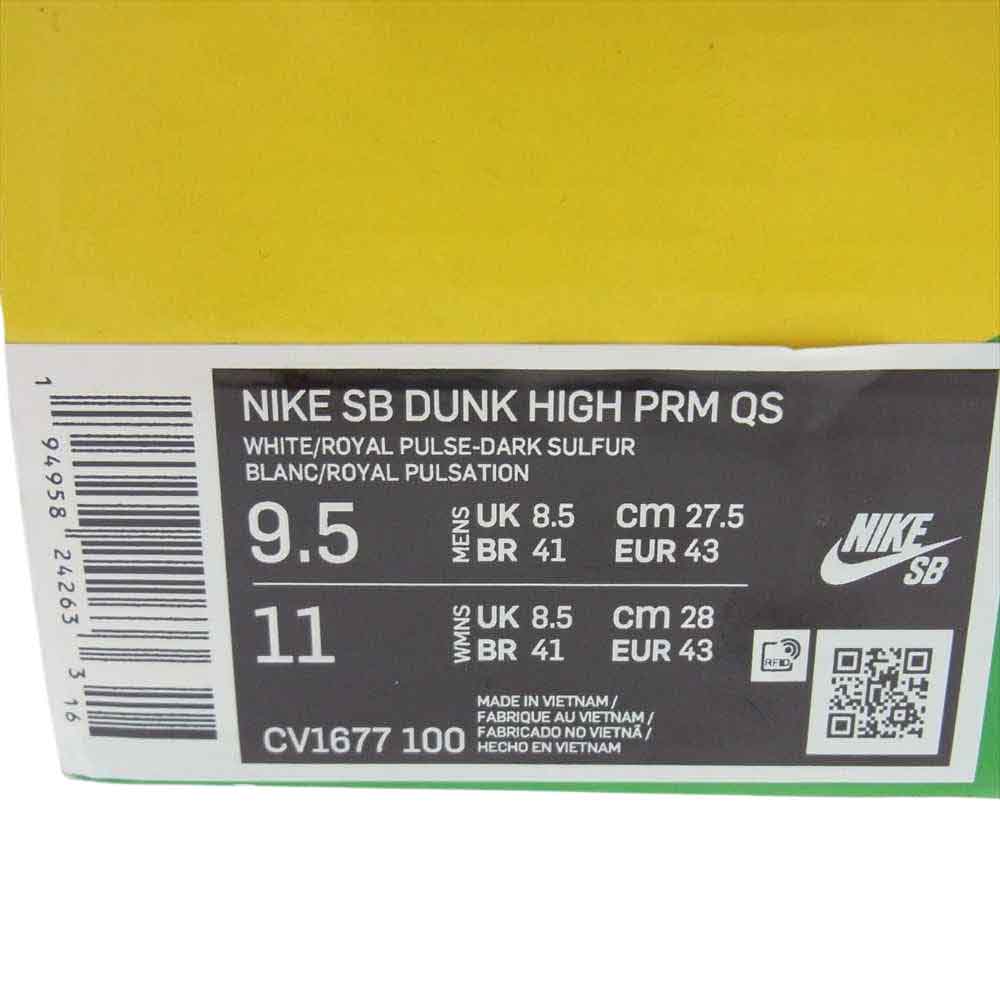 NIKE SB DUNK HIGH PRM QS
WHITE/ROYAL PULSE-DARK SULFUR
BLANC/ROYAL PULSATION
9.5 MENS UK 8.5 CM 27.5
BR 41 EUR 43
11 WMNS UK 8.5 CM 28
BR 41 EUR 43
NIKE
SB
RFID
CV1677 100
MADE IN VIETNAM /
FABRIQUE AU VIETNAM /
FABRICADO NO VIETNÃ /
HECHO EN VIETNAM
1 94958 24263 3 16